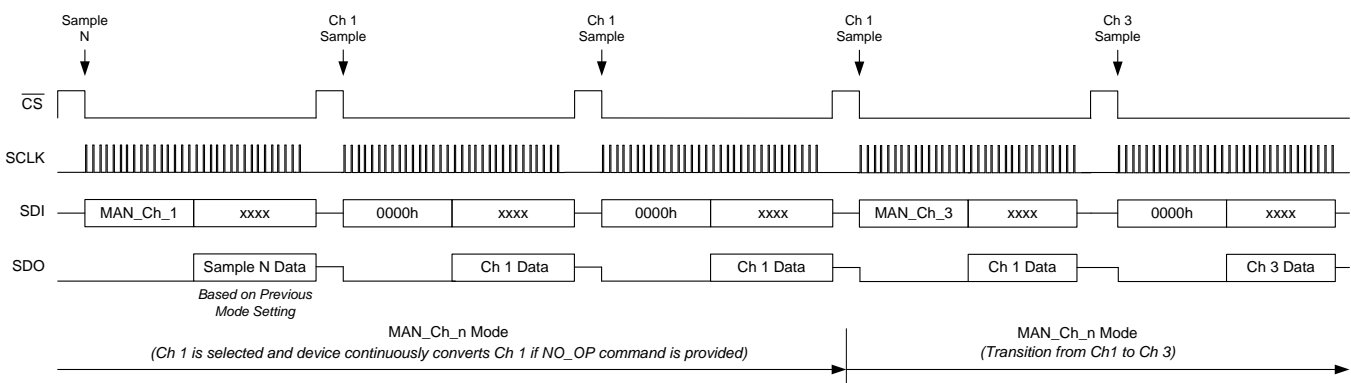 Sample
N
Ch 1
Sample
Ch 1
Sample
Ch 1
Sample
Ch 3
Sample
CS
SCLK
SDI
MAN_Ch_1
xxxx
0000h
xxxx
0000h
xxxx
MAN_Ch_3
xxxx
0000h
xxxx
SDO
Sample N Data
Ch 1 Data
Ch 1 Data
Ch 1 Data
Ch 3 Data
Based on Previous
Mode Setting
MAN_Ch_n Mode
(Ch 1 is selected and device continuously converts Ch 1 if NO_OP command is provided)
MAN_Ch_n Mode
(Transition from Ch1 to Ch 3)